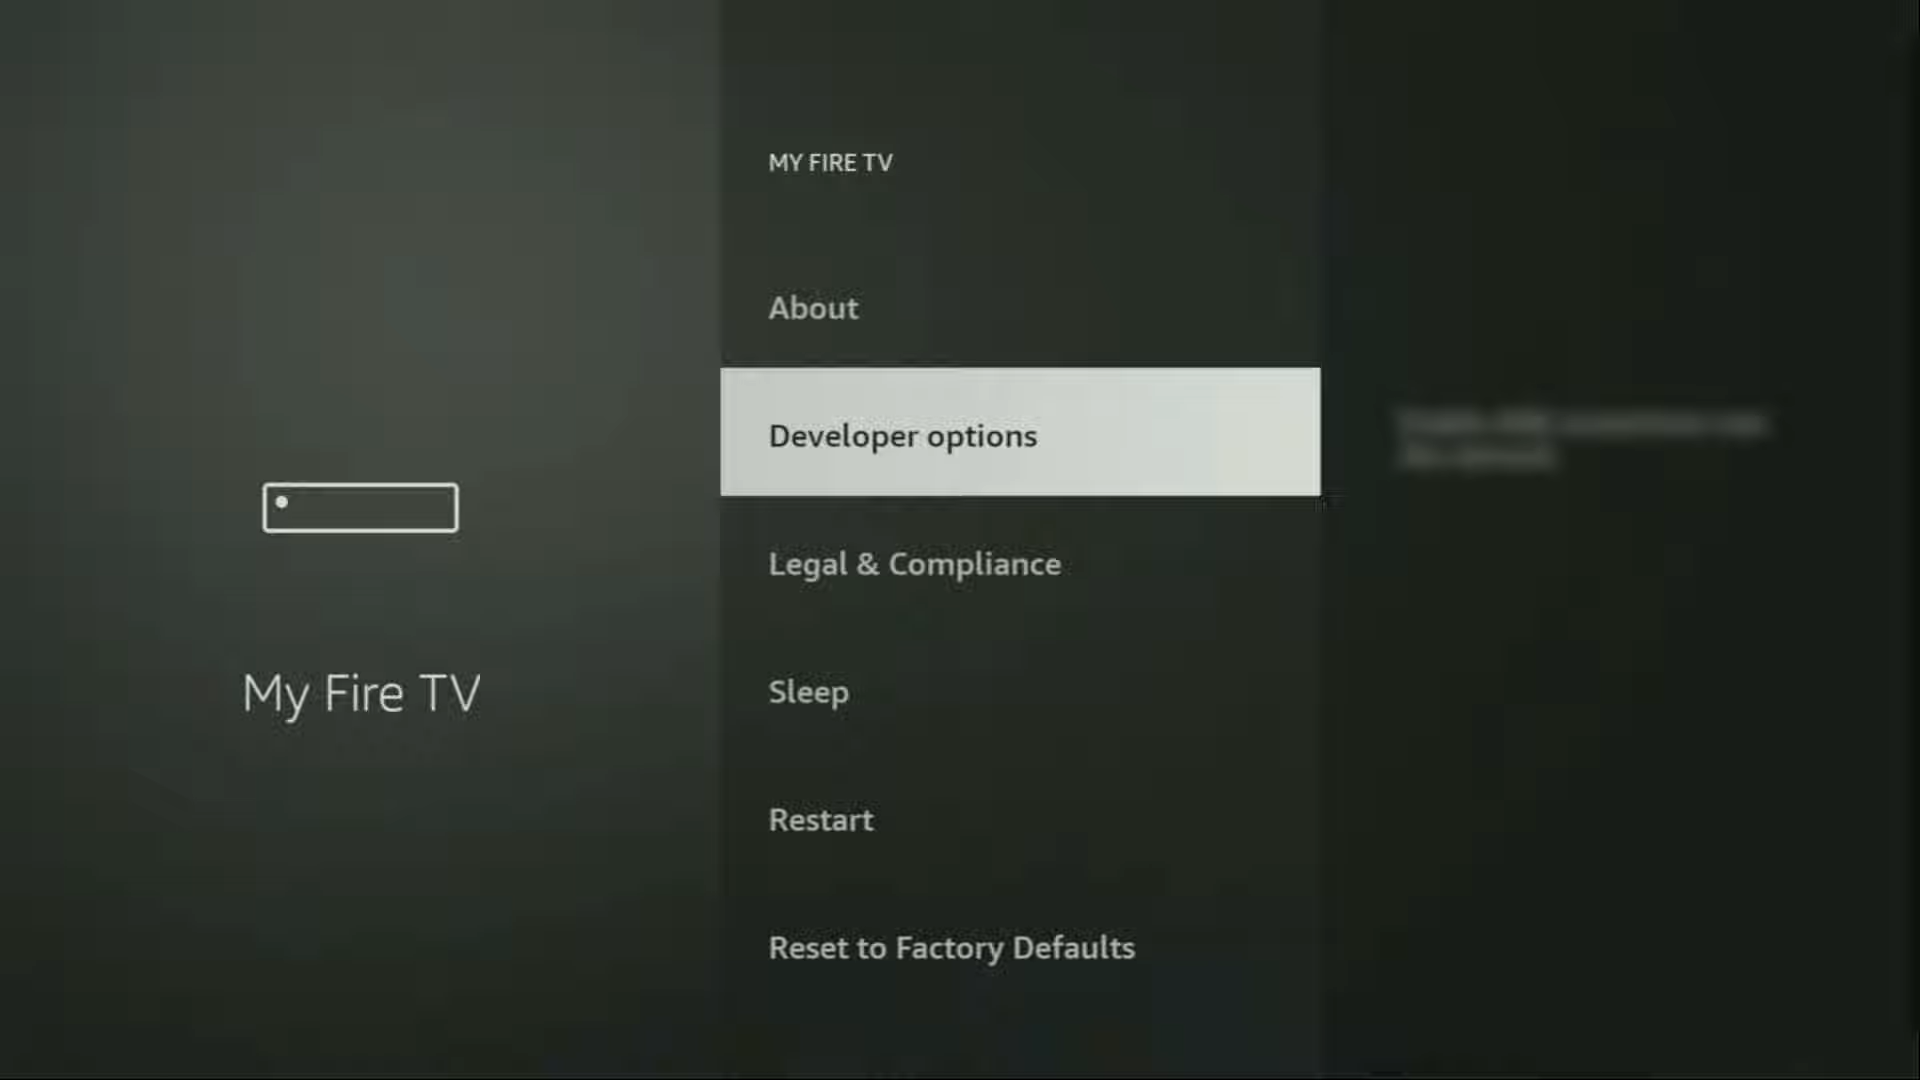 MY FIRE TV
About
Developer options
Legal & Compliance
Sleep
My Fire TV
Restart
Reset to Factory Defaults